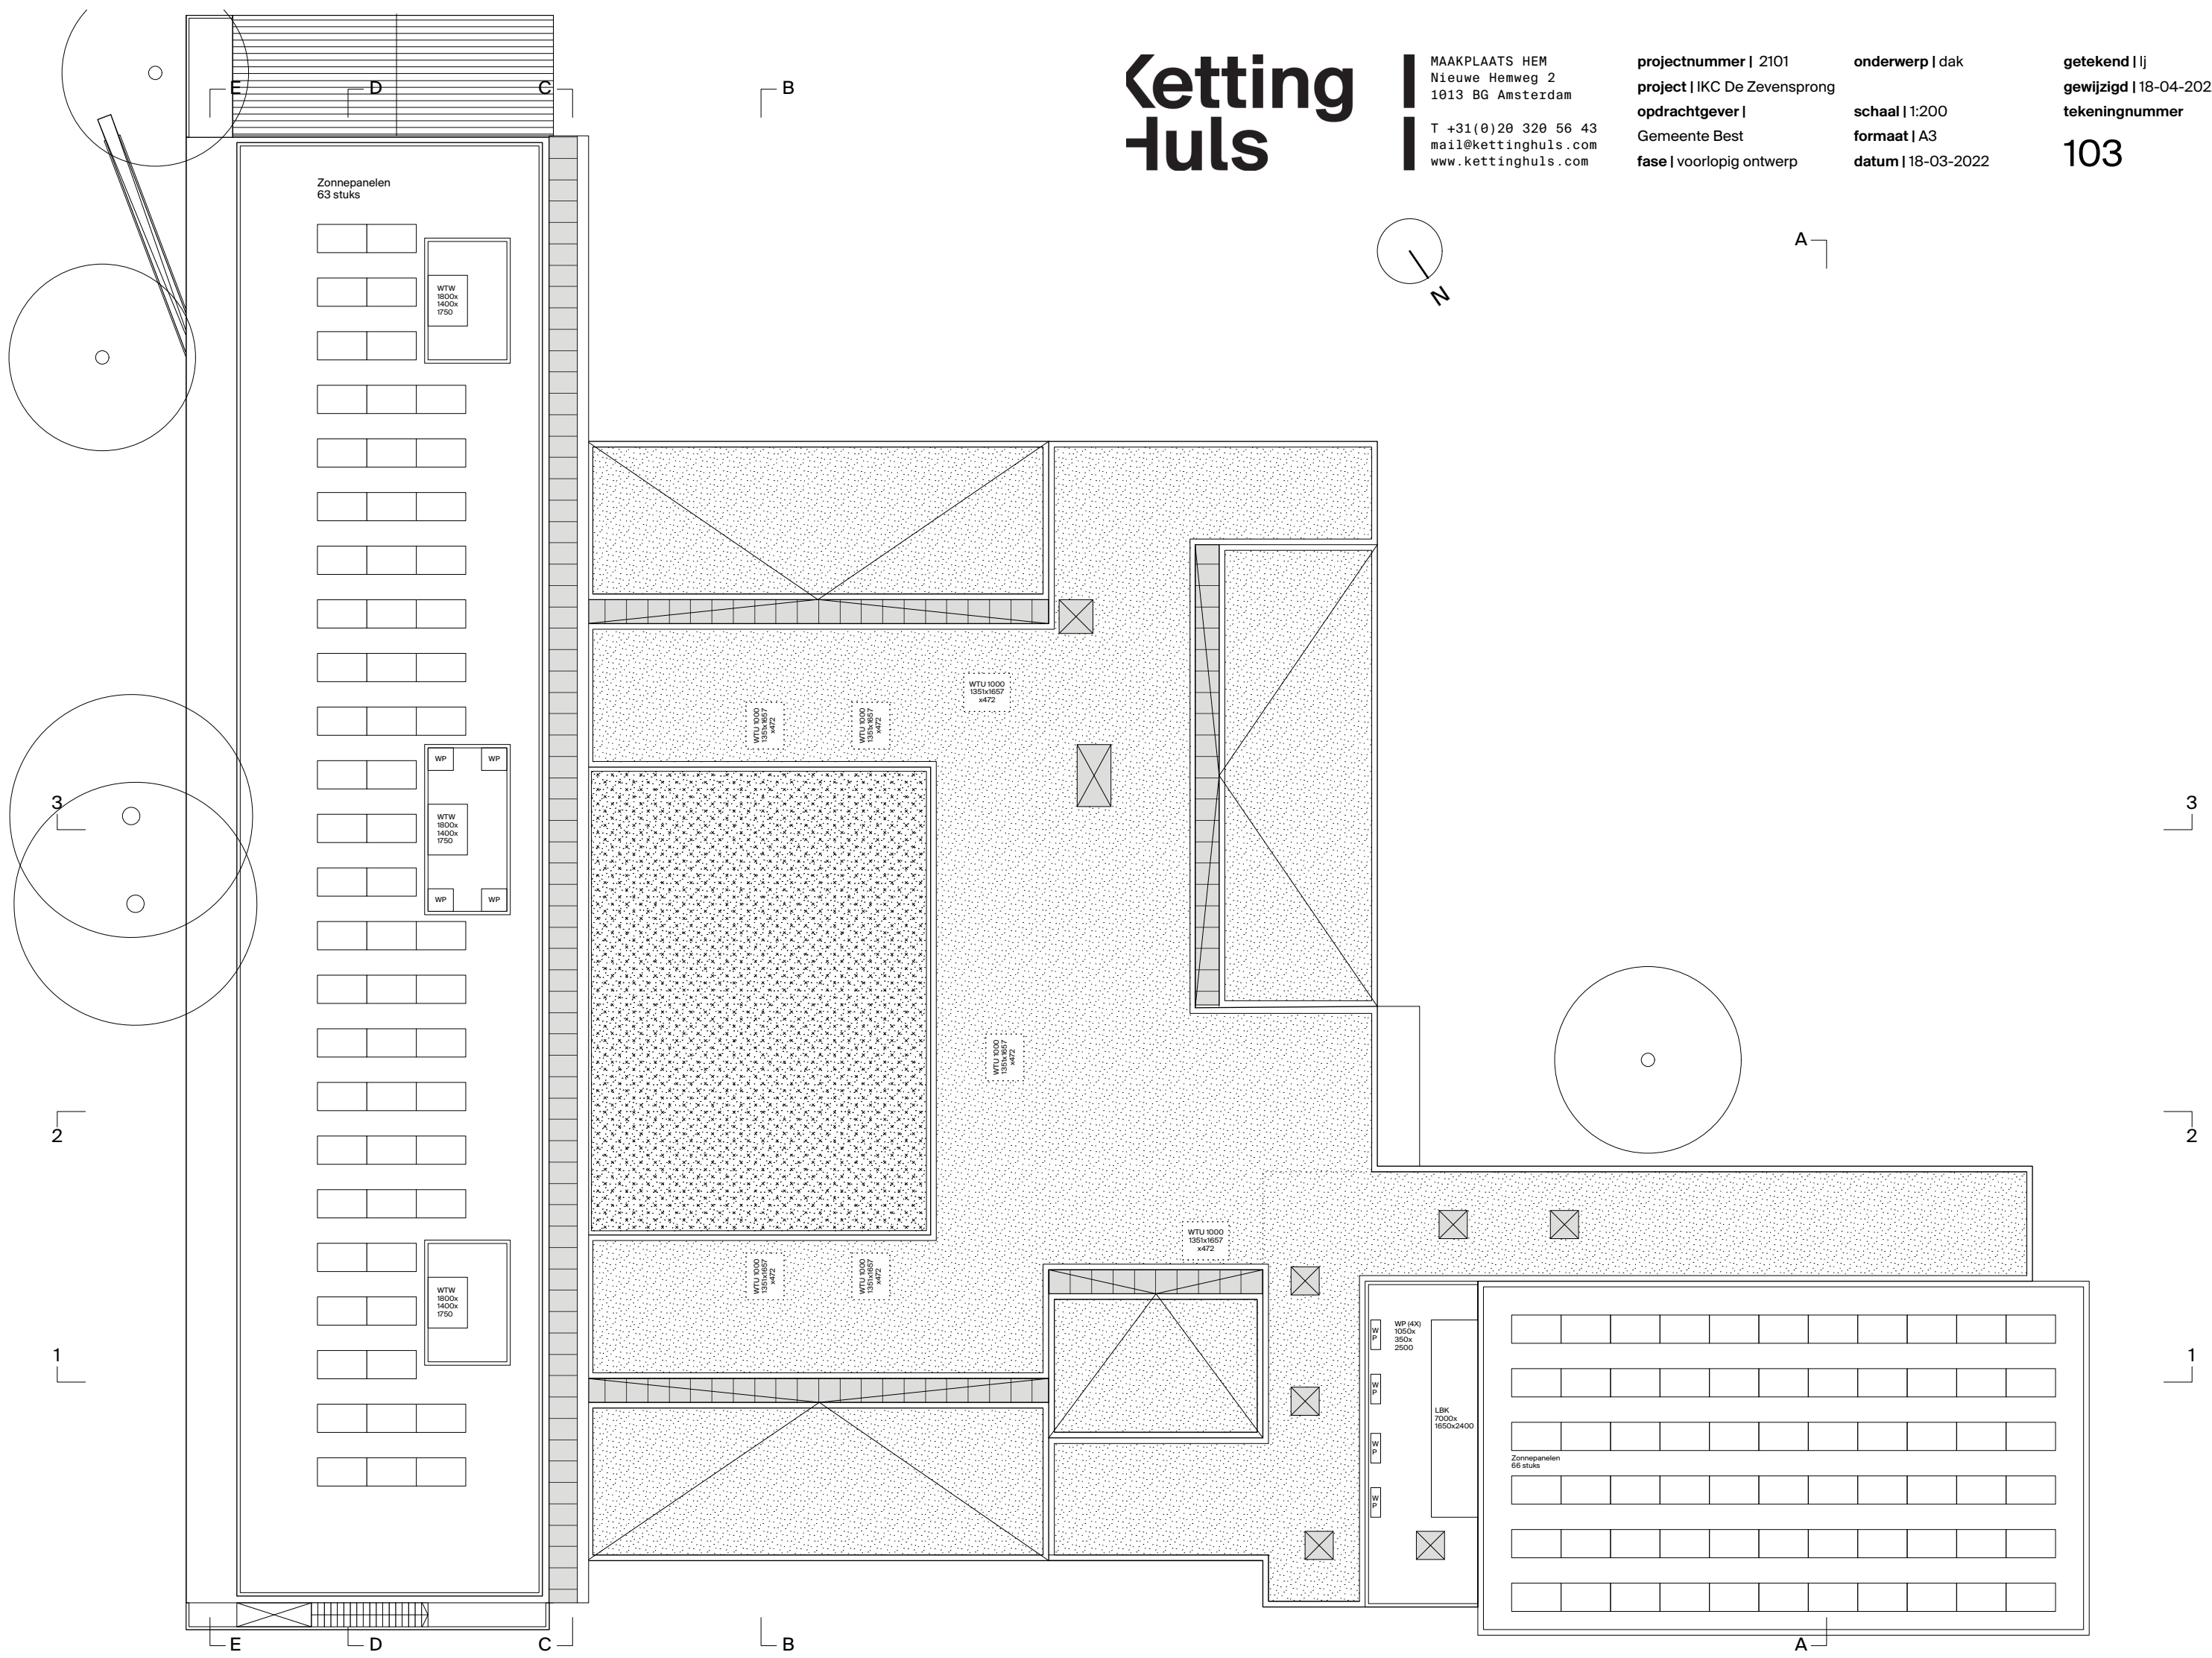 Ketting
Huls
MAAKPLAATS HEM
Nieuwe Hemweg 2
1013 BG Amsterdam
T +31(0)20 320 56 43
mail@kettinghuls.com
www.kettinghuls.com
projectnummer | 2101
project | IKC De Zevensprong
opdrachtgever |
Gemeente Best
fase | voorlopig ontwerp
onderwerp | dak
schaal | 1:200
formaat | A3
datum | 18-03-2022
getekend | lj
gewijzigd | 18-04-202
tekeningnummer
103
E
D
C
B
A
N
Zonnepanelen
63 stuks
WTW
1800x
1400x
1750
WTU 1000
1351x1657
x472
WTU 1000
1351x1657
x472
WTU 1000
1351x1657
x472
WP
WP
WTW
1800x
1400x
1750
WP
WP
3
3
WTU 1000
1351x1657
x472
2
2
WTU 1000
1351x1657
x472
WTU 1000
1351x1657
x472
WTU 1000
1351x1657
x472
WTW
1800x
1400x
1750
1
1
WP
WP (4X)
1050x
350x
2500
WP
LBK
7000x
1650x2400
WP
WP
Zonnepanelen
66 stuks
E
D
C
B
A